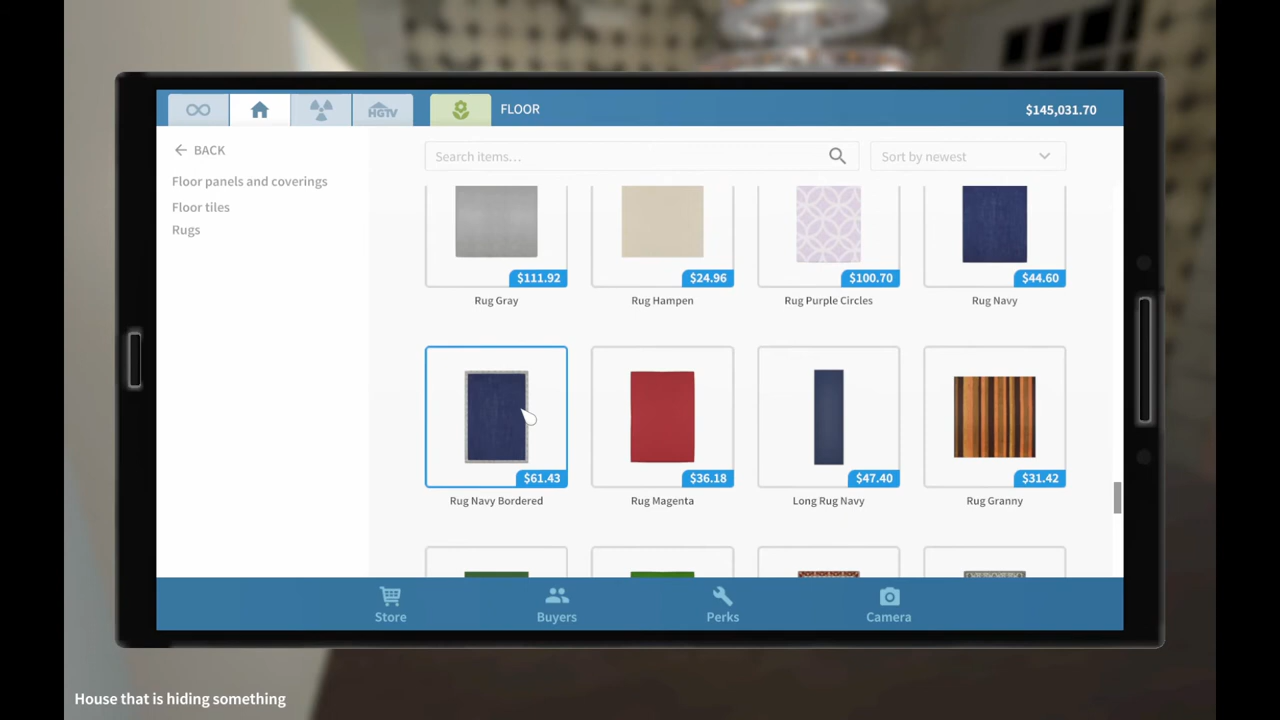 HGTV
FLOOR
$145,031.70
BACK
Search items...
Sort by newest
Floor panels and coverings
Floor tiles
Rugs
$111.92
$24.96
$100.70
$44.60
Rug Gray
Rug Hampen
Rug Purple Circles
Rug Navy
$61.43
$36.18
$47.40
$31.42
Rug Navy Bordered
Rug Magenta
Long Rug Navy
Rug Granny
Store
Buyers
Perks
Camera
House that is hiding something